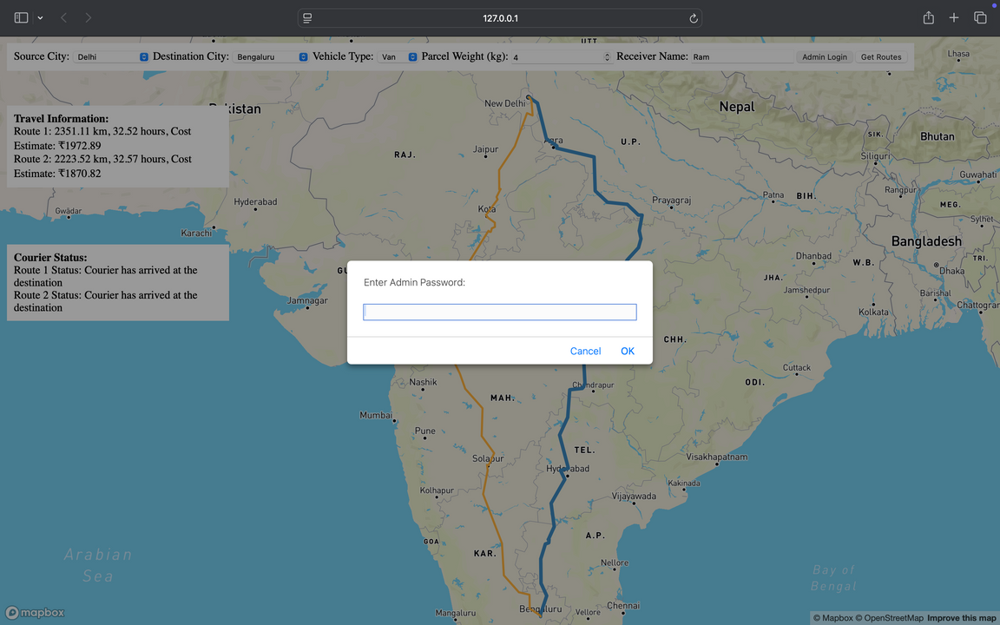 127.0.0.1
UTT
Source City: Delhi Destination City: Bengaluru Vehicle Type: Van Parcel Weight (kg): 4 Receiver Name: Ram Admin Login Get Routes
Lhasa
New Delhi
Nepal
kistan
Travel Information:
Route 1: 2351.11 km, 32.52 hours, Cost
Estimate: ₹1972.89
Route 2: 2223.52 km, 32.57 hours, Cost
Estimate: ₹1870.82
SIK.
Bhutan
U.P.
Jaipur
RAJ.
Siliguri
Guwahati
Rangpur
Patna
BIH.
Prayagraj
Hyderabad
MEG.
Gwādar
Kota
Sylhet
Karachi
Bangladesh
Courier Status:
Route 1 Status: Courier has arrived at the
destination
Route 2 Status: Courier has arrived at the
destination
Dhanbad
W.B.
TRI.
Dhaka
JHA.
Jamshedpur
Barishal
Enter Admin Password:
Jamnagar
Kolkata
Chattogram
CHH.
Cancel OK
Cuttack
Nashik
Chandrapur
ODI.
MAH.
Mumbai
Pune
TEL.
Solapur
Visakhapatnam
Hyderabad
Kakinada
Kolhapur
Vijayawada
A.P.
GOA
KAR.
Arabian
Sea
Nellore
Bay of
Bengal
Bengaluru
Chennai
Mangaluru
Vellore
mapbox
© Mapbox © OpenStreetMap Improve this map